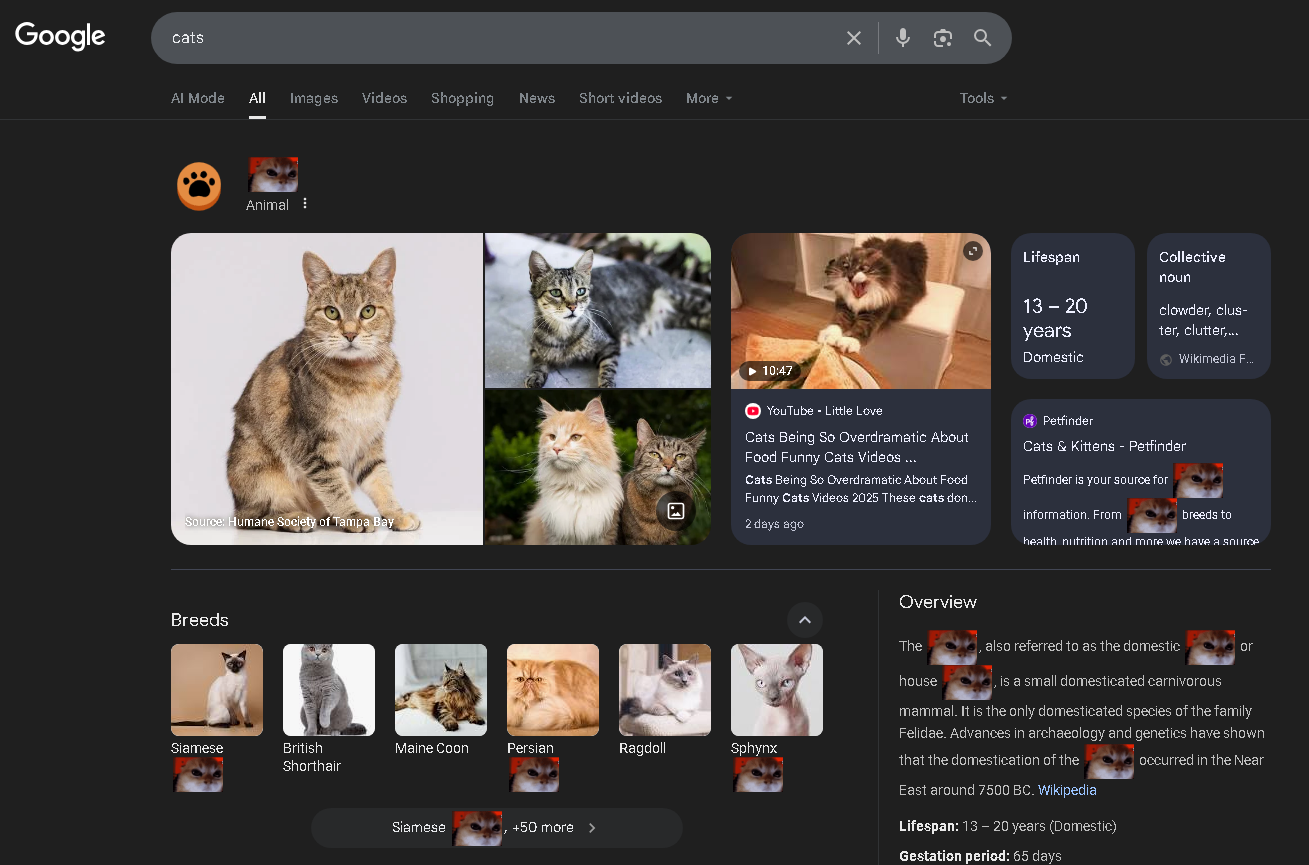 Google
cats
AI Mode
All
Images
Videos
Shopping
News
Short videos
More
Tools
Animal
Source: Humane Society of Tampa Bay
10:47
YouTube - Little Love
Cats Being So Overdramatic About
Food Funny Cats Videos ...
Cats Being So Overdramatic About Food
Funny Cats Videos 2025 These cats don...
2 days ago
Lifespan
13 – 20
years
Domestic
Collective
noun
clowder, clus-
ter, clutter,...
Wikimedia F...
Petfinder
Cats & Kittens - Petfinder
Petfinder is your source for
information. From breeds to
health, nutrition and more we have a source
Breeds
Siamese
British
Shorthair
Maine Coon
Persian
Ragdoll
Sphynx
Siamese , +50 more
Overview
The , also referred to as the domestic or
house , is a small domesticated carnivorous
mammal. It is the only domesticated species of the family
Felidae. Advances in archaeology and genetics have shown
that the domestication of the occurred in the Near
East around 7500 BC. Wikipedia
Lifespan: 13 – 20 years (Domestic)
Gestation period: 65 days